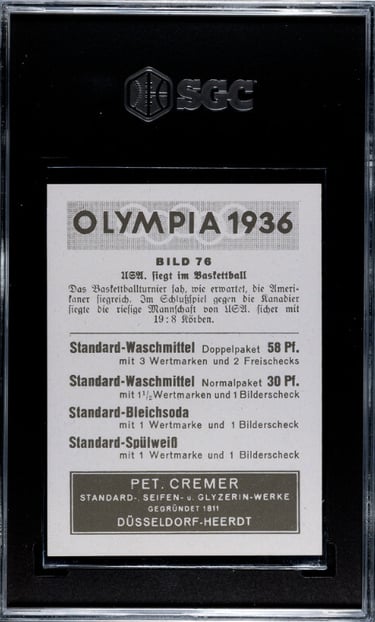 SGC
OLYMPIA 1936
BILD 76
USA. siegt im Basketball
Das Basketballturnier sah, wie erwartet, die Ameri-
kaner siegreich. Im Schlußspiel gegen die Kanadier
siegte die riesige Mannschaft von USA. sicher mit
19 : 8 Körben.
Standard-Waschmittel Doppelpaket 58 Pf.
mit 3 Wertmarken und 2 Freischecks
Standard-Waschmittel Normalpaket 30 Pf.
mit 1½ Wertmarken und 1 Bilderscheck
Standard-Bleichsoda
mit 1 Wertmarke und 1 Bilderscheck
Standard-Spülweiß
mit 1 Wertmarke und 1 Bilderscheck
PET. CREMER
STANDARD-, SEIFEN- u. GLYZERIN-WERKE
GEGRÜNDET 1811
DÜSSELDORF-HEERDT